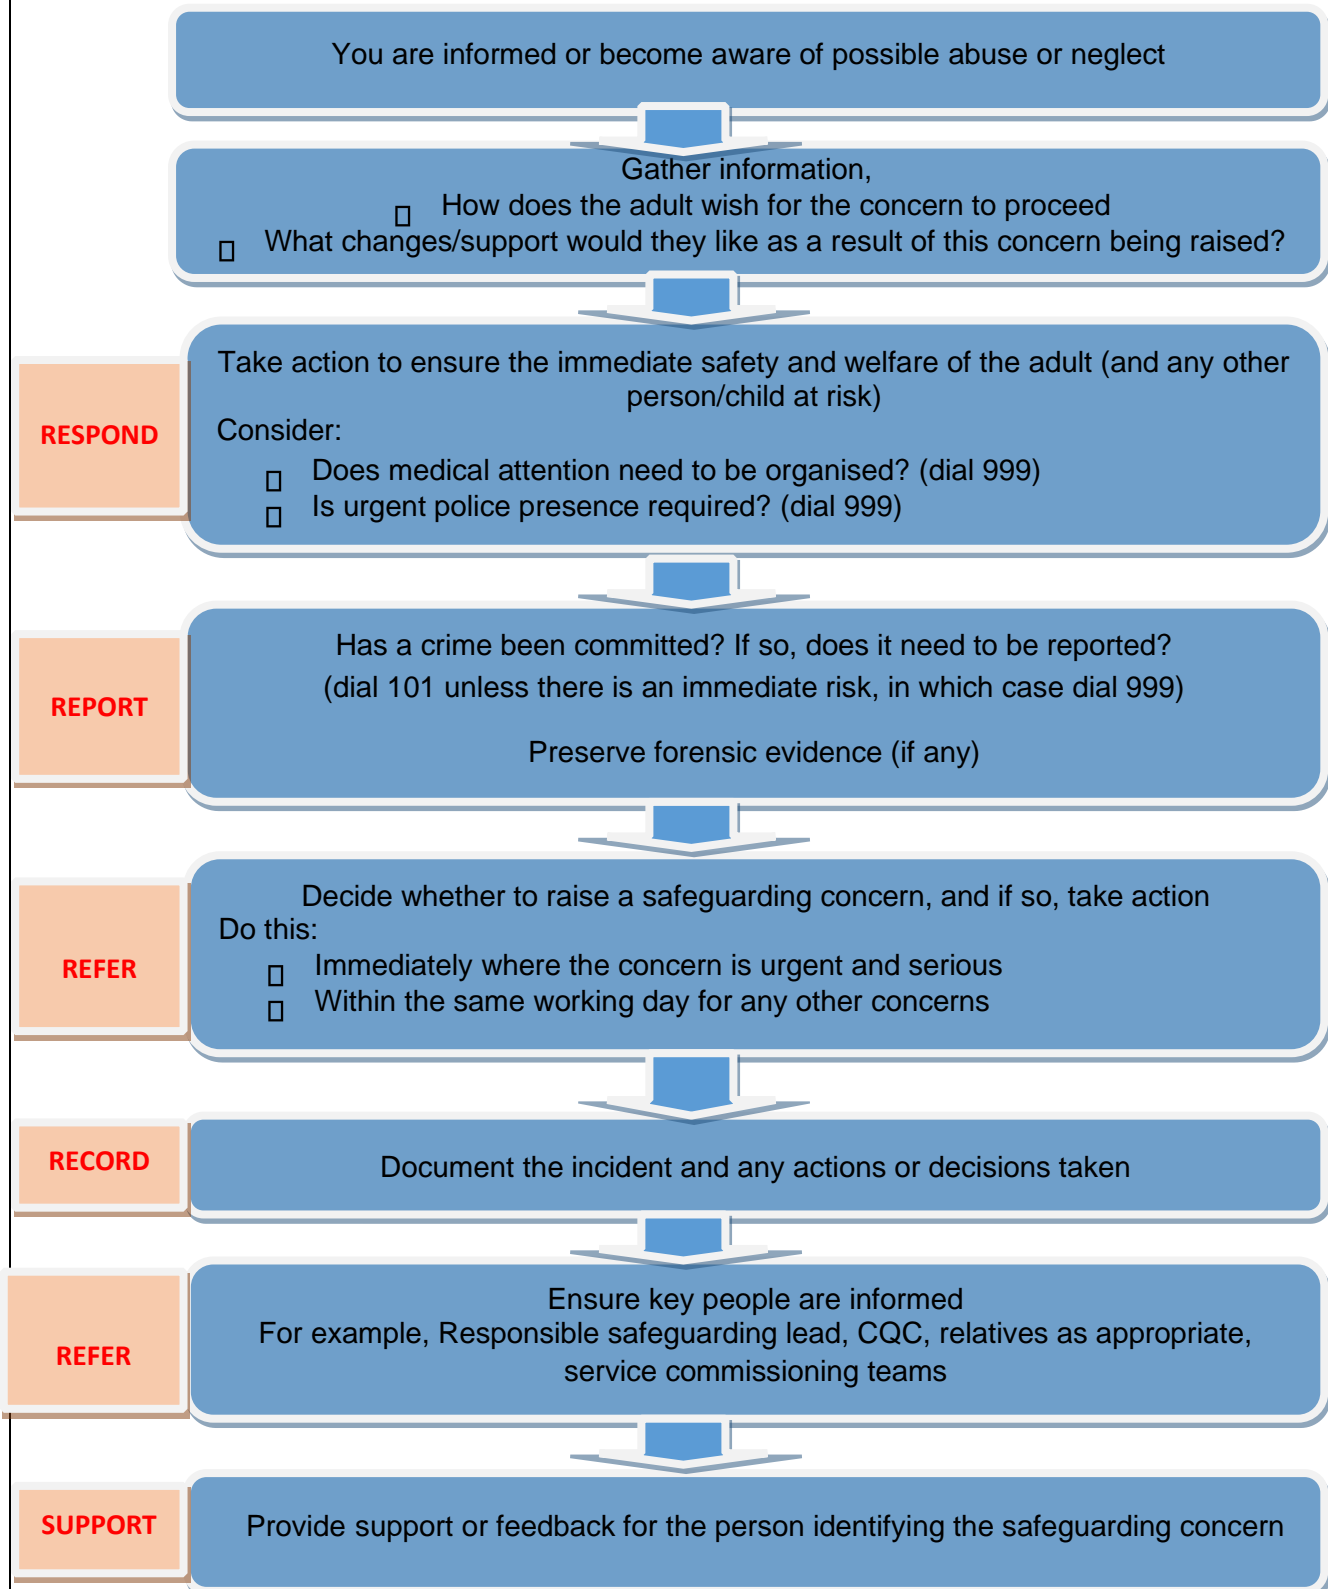 You are informed or become aware of possible abuse or neglect
Gather information,
How does the adult wish for the concern to proceed
What changes/support would they like as a result of this concern being raised?
RESPOND
Take action to ensure the immediate safety and welfare of the adult (and any other
person/child at risk)
Consider:
Does medical attention need to be organised? (dial 999)
Is urgent police presence required? (dial 999)
REPORT
Has a crime been committed? If so, does it need to be reported?
(dial 101 unless there is an immediate risk, in which case dial 999)
Preserve forensic evidence (if any)
REFER
Decide whether to raise a safeguarding concern, and if so, take action
Do this:
Immediately where the concern is urgent and serious
Within the same working day for any other concerns
RECORD
Document the incident and any actions or decisions taken
REFER
Ensure key people are informed
For example, Responsible safeguarding lead, CQC, relatives as appropriate,
service commissioning teams
SUPPORT
Provide support or feedback for the person identifying the safeguarding concern